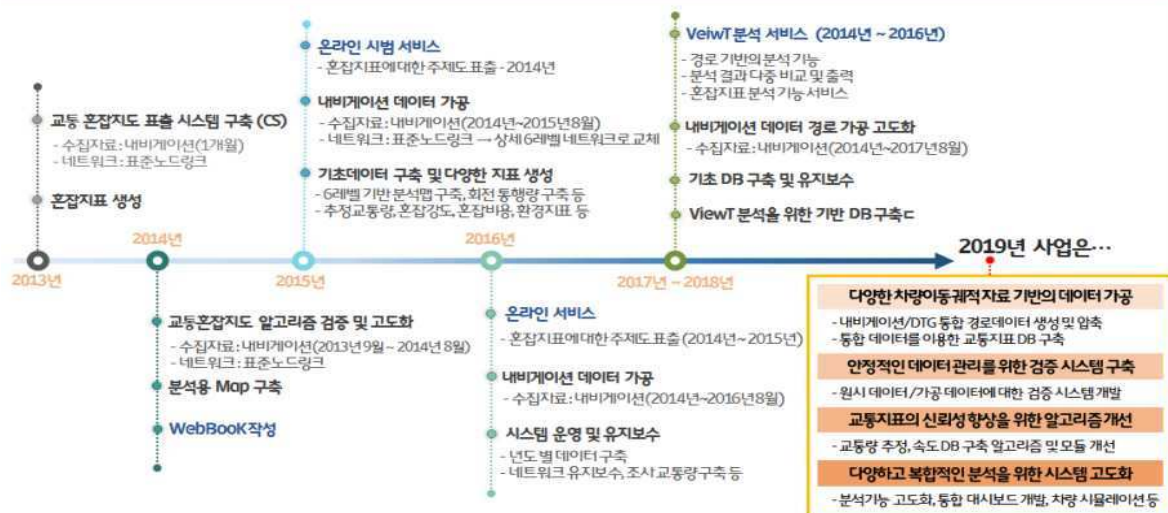 교통 혼잡지도 표출 시스템 구축 (CS)
- 수집자료 : 내비게이션(1개월)
- 네트워크 : 표준노드링크
혼잡지표 생성
2013년
2014년
교통혼잡지도 알고리즘 검증 및 고도화
- 수집자료 : 내비게이션(2013년 9월 ~ 2014년 8월)
- 네트워크 : 표준노드링크
분석용 Map 구축
WebBooK작성
온라인 시범 서비스
- 혼잡지표에 대한 주제도 표출 - 2014년
내비게이션 데이터 가공
- 수집자료 : 내비게이션(2014년~2015년 8월)
- 네트워크 : 표준노드링크 → 상세 6레벨 네트워크로 교체
기초데이터 구축 및 다양한 지표 생성
- 6레벨 기반 분석맵 구축, 회전 통행량 구축 등
- 추정교통량, 혼잡강도, 혼잡비용, 환경지표 등
2015년
2016년
온라인 서비스
- 혼잡지표에 대한 주제도 표출(2014년 ~ 2015년)
내비게이션 데이터 가공
- 수집자료 : 내비게이션(2014년~2016년 8월)
시스템 운영 및 유지보수
- 년도 별 데이터 구축
- 네트워크 유지보수, 조사 교통량 구축 등
VeiwT 분석 서비스 (2014년 ~ 2016년)
- 경로 기반의 분석 기능
- 분석 결과 다중 비교 및 출력
- 혼잡지표 분석 기능 서비스
내비게이션 데이터 경로 가공 고도화
- 수집자료 : 내비게이션(2014년~2017년 8월)
기초 DB 구축 및 유지보수
ViewT 분석을 위한 기반 DB 구축ㄷ
2017년 ~ 2018년
2019년 사업은…
다양한 차량이동궤적 자료 기반의 데이터 가공
- 내비게이션/DTG 통합 경로데이터 생성 및 압축
- 통합 데이터를 이용한 교통지표 DB 구축
안정적인 데이터 관리를 위한 검증 시스템 구축
- 원시 데이터 /가공 데이터에 대한 검증 시스템 개발
교통지표의 신뢰성 향상을 위한 알고리즘 개선
- 교통량 추정, 속도 DB 구축 알고리즘 및 모듈 개선
다양하고 복합적인 분석을 위한 시스템 고도화
- 분석기능 고도화, 통합 대시보드 개발, 차량 시뮬레이션 등